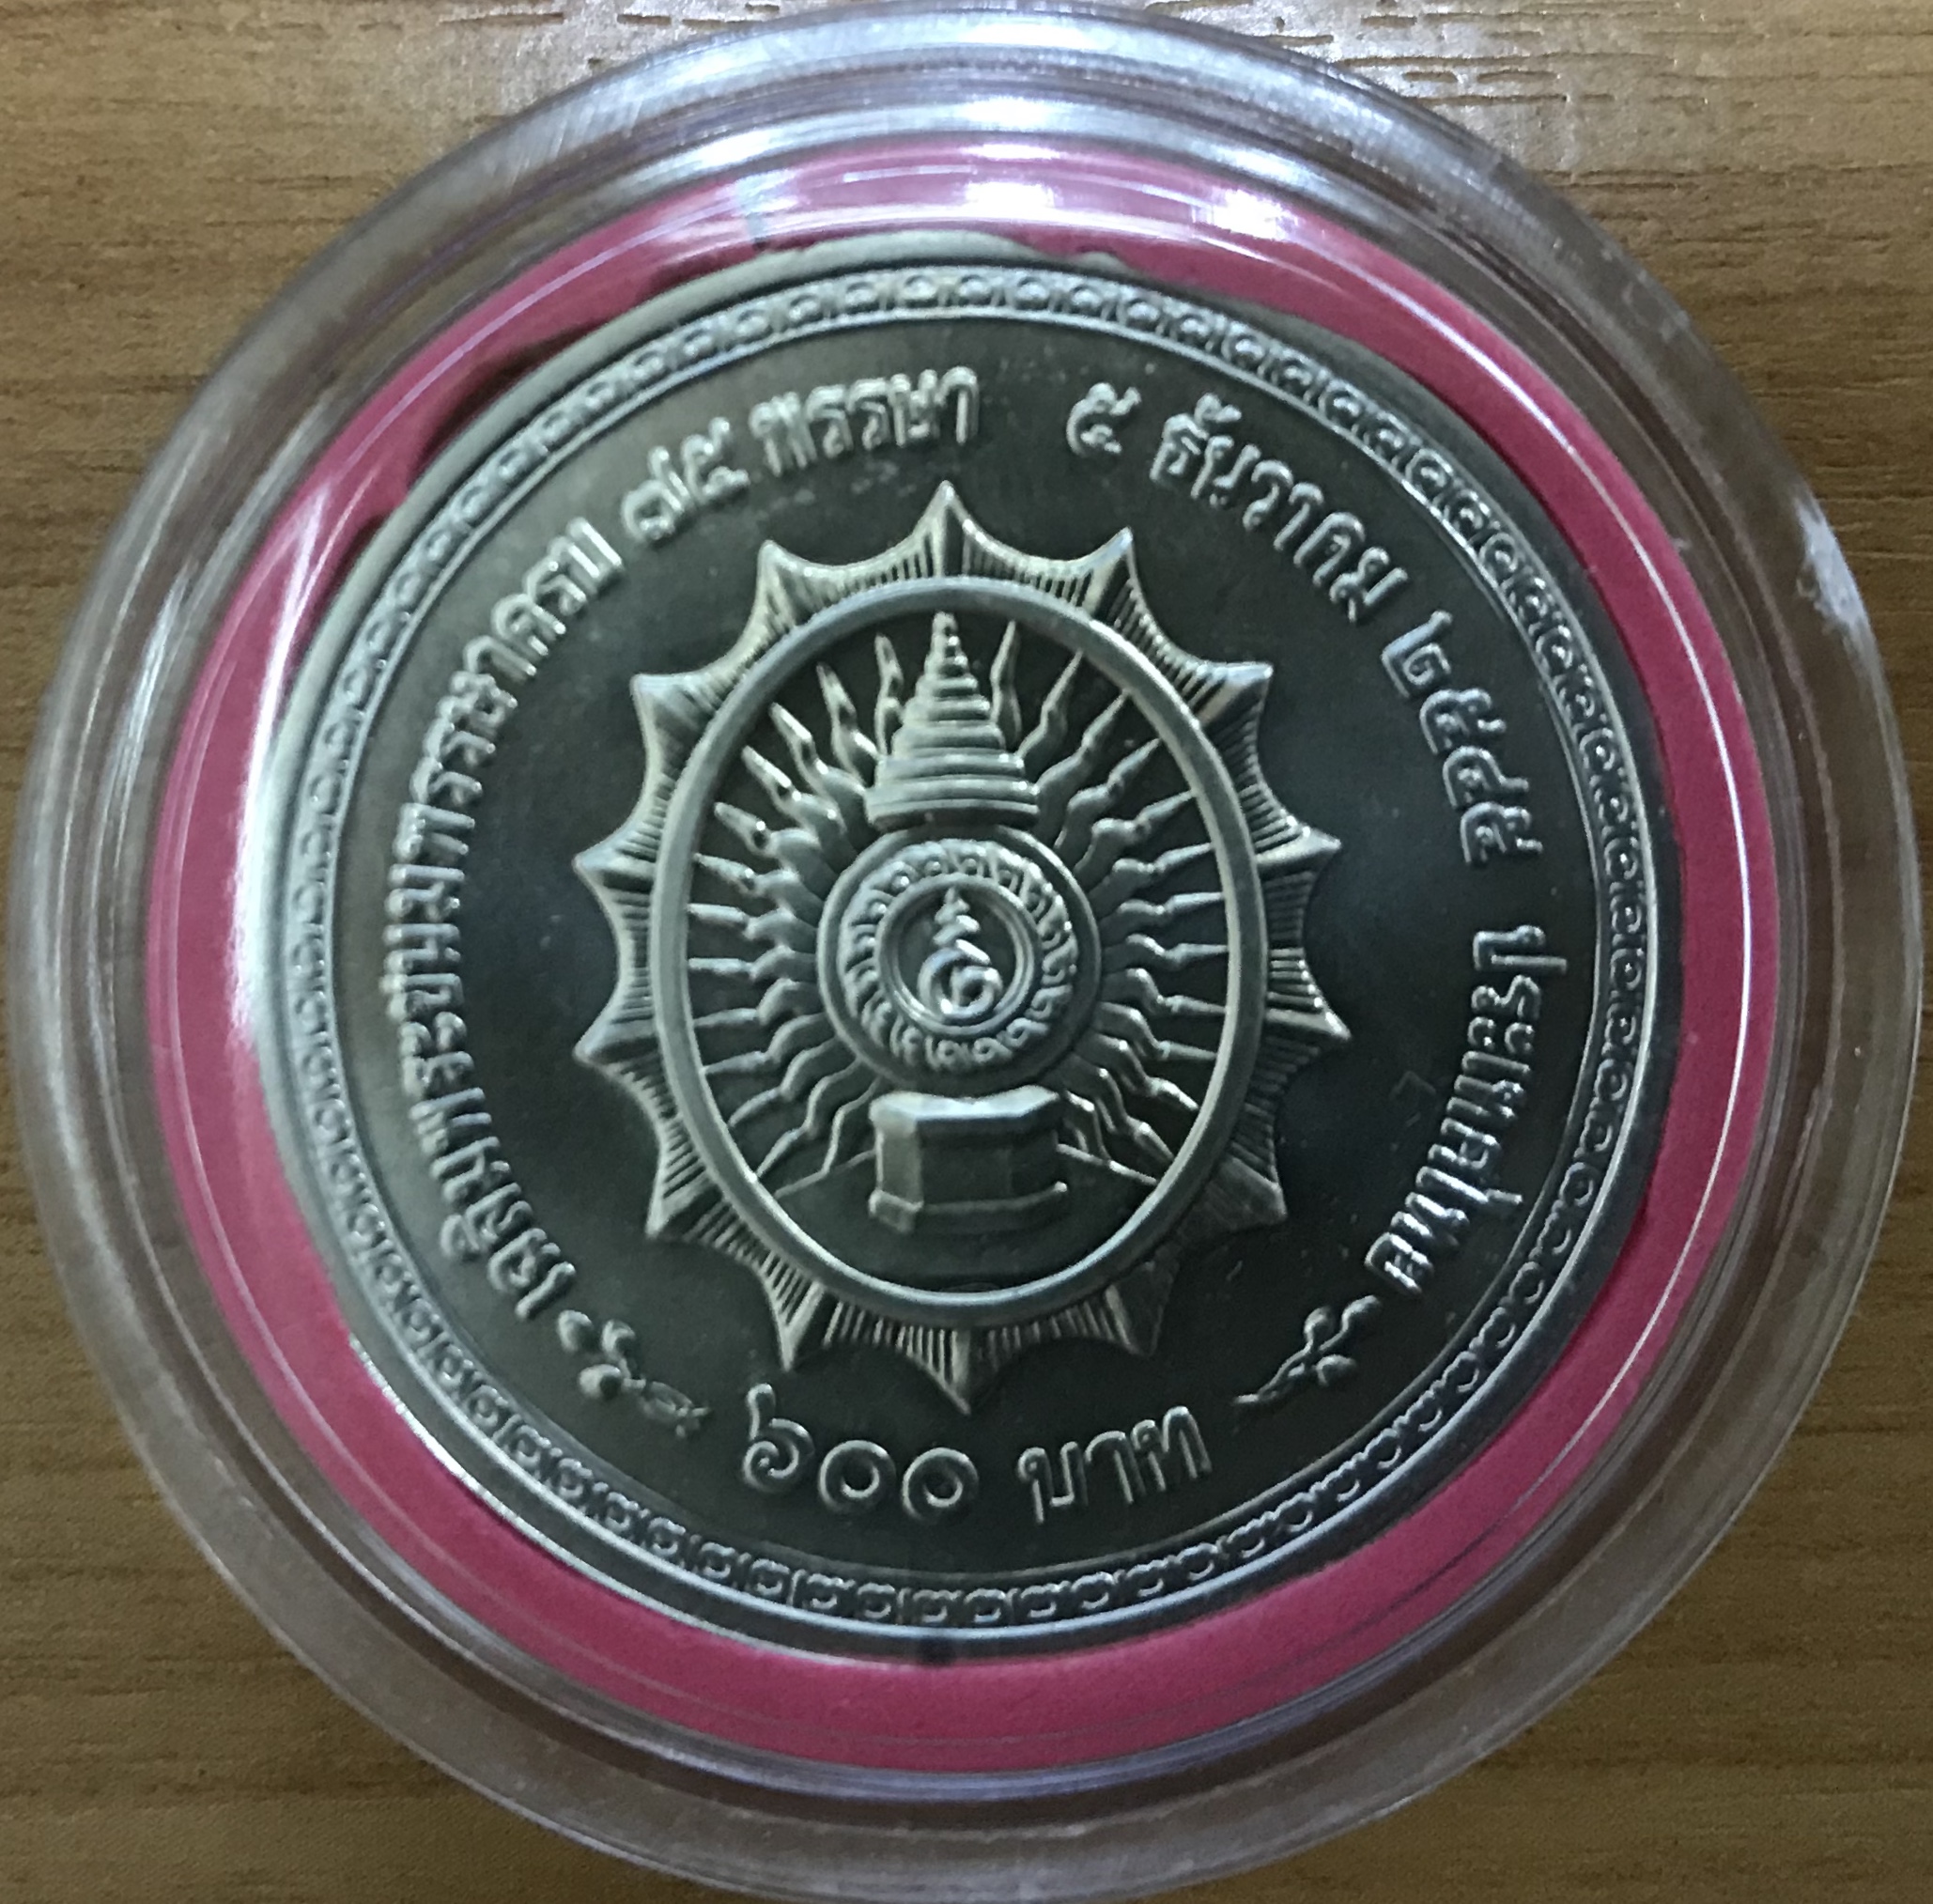 เฉลิมพระชนมพรรษาครบ ๗๕ พรรษา
๕ ธันวาคม ๒๕๔๕
ประเทศไทย
๖๐๐ บาท